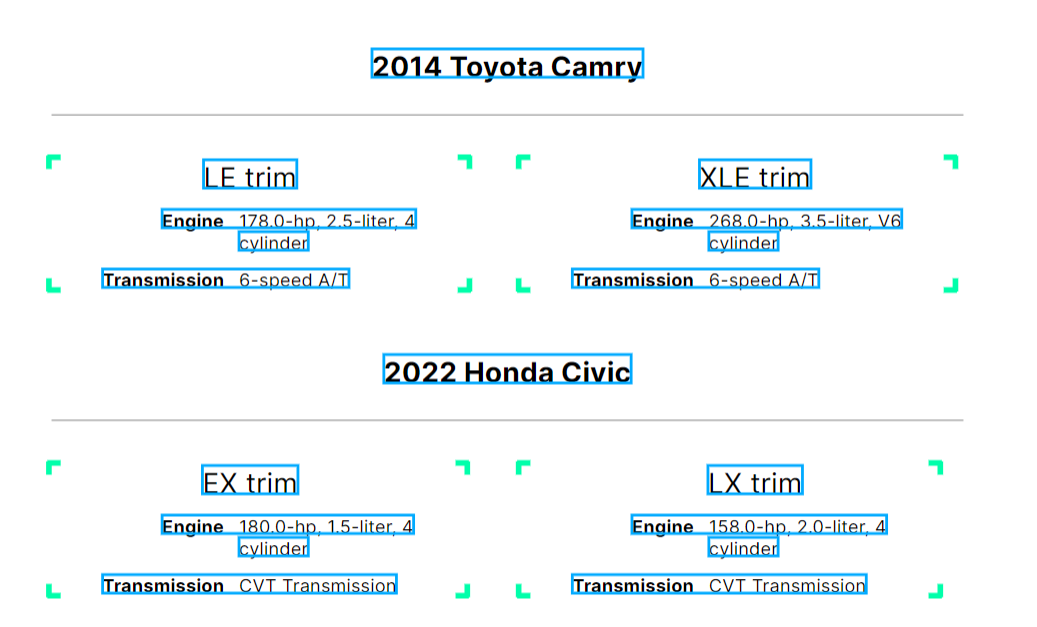 2014 Toyota Camry
LE trim
Engine 178.0-hp, 2.5-liter, 4
cylinder
Transmission 6-speed A/T
XLE trim
Engine 268.0-hp, 3.5-liter, V6
cylinder
Transmission 6-speed A/T
2022 Honda Civic
EX trim
Engine 180.0-hp, 1.5-liter, 4
cylinder
Transmission CVT Transmission
LX trim
Engine 158.0-hp, 2.0-liter, 4
cylinder
Transmission CVT Transmission